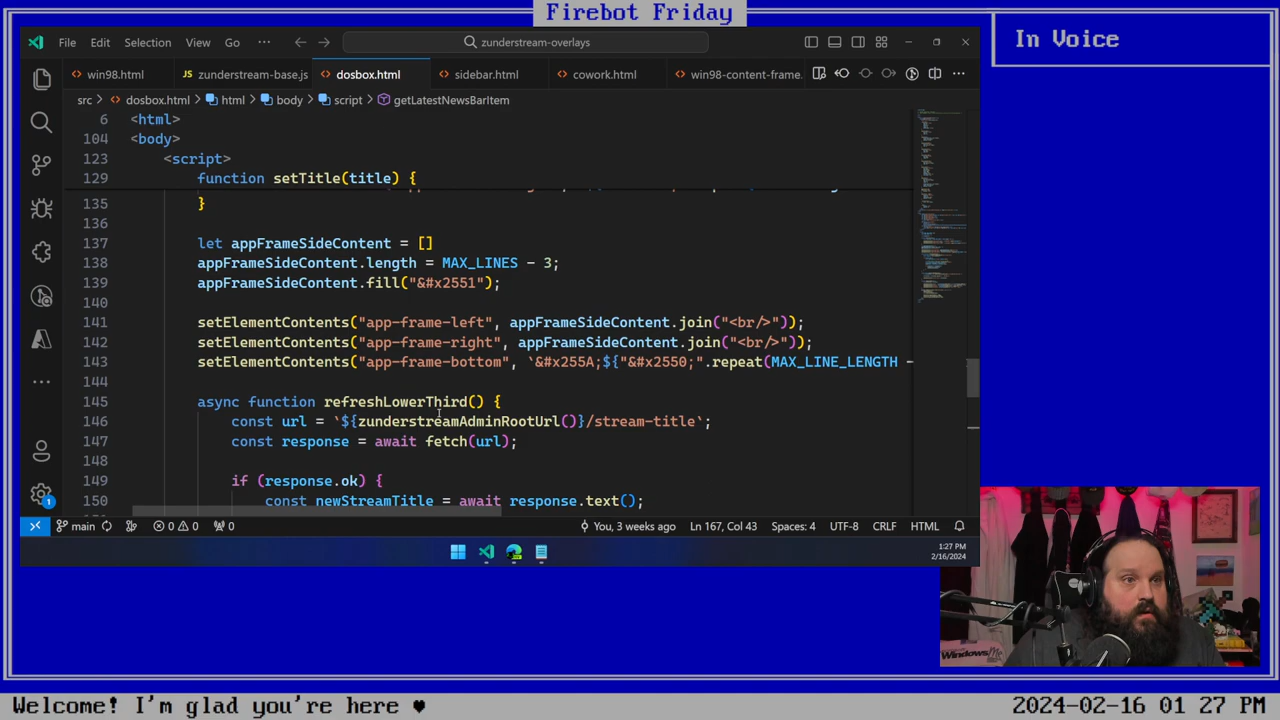 Firebot Friday
File Edit Selection View Go ··· zunderstream-overlays
In Voice
win98.html JS zunderstream-base.js dosbox.html sidebar.html cowork.html win98-content-frame.
src > dosbox.html > html > body > script > getLatestNewsBarItem
6 <html>
104 <body>
123 <script>
129 function setTitle(title) {
135 }
136
137 let appFrameSideContent = []
138 appFrameSideContent.length = MAX_LINES - 3;
139 appFrameSideContent.fill("&#x2551");
140
141 setElementContents("app-frame-left", appFrameSideContent.join("<br/>"));
142 setElementContents("app-frame-right", appFrameSideContent.join("<br/>"));
143 setElementContents("app-frame-bottom", `&#x255A;${"&#x2550;".repeat(MAX_LINE_LENGTH -
144
145 async function refreshLowerThird() {
146 const url = `${zunderstreamAdminRootUrl()}/stream-title`;
147 const response = await fetch(url);
148
149 if (response.ok) {
150 const newStreamTitle = await response.text();
main 0 0 0 You, 3 weeks ago Ln 167, Col 43 Spaces: 4 UTF-8 CRLF HTML
1
1:27 PM
2/16/2024
Windows Me
Welcome! I'm glad you're here ♥ 2024-02-16 01 27 PM